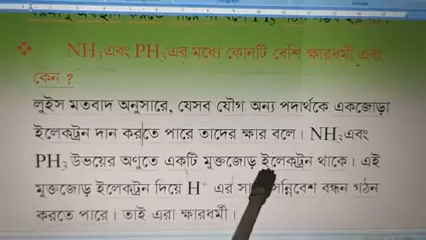 NH₃ এবং PH₃ এর মধ্যে কোনটি বেশি ক্ষারধর্মী এবং
কেন ?
লুইস মতবাদ অনুসারে, যেসব যৌগ অন্য পদার্থকে একজোড়া
ইলেকট্রন দান করতে পারে তাদের ক্ষার বলে। NH₃ এবং
PH₃ উভয়ের অণুতে একটি মুক্তজোড় ইলেকট্রন থাকে। এই
মুক্তজোড় ইলেকট্রন দিয়ে H⁺ এর সন্নিবেশ বন্ধন গঠন
করতে পারে। তাই এরা ক্ষারধর্মী।